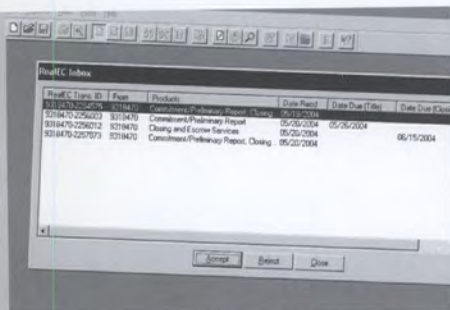 RealEC Inbox
RealEC Trans. ID From Products Date Recd Date Due (Title) Date Due (Closi
9318470-2254575 9318470 Commitment/Preliminary Report, Closing... 05/19/2004
9318470-2256003 9318470 Commitment/Preliminary Report 05/20/2004 05/26/2004
9318470-2256012 9318470 Closing and Escrow Services 05/20/2004
9318470-2257873 9318470 Commitment/Preliminary Report, Closing... 05/20/2004 06/15/2004
Accept Reject Close